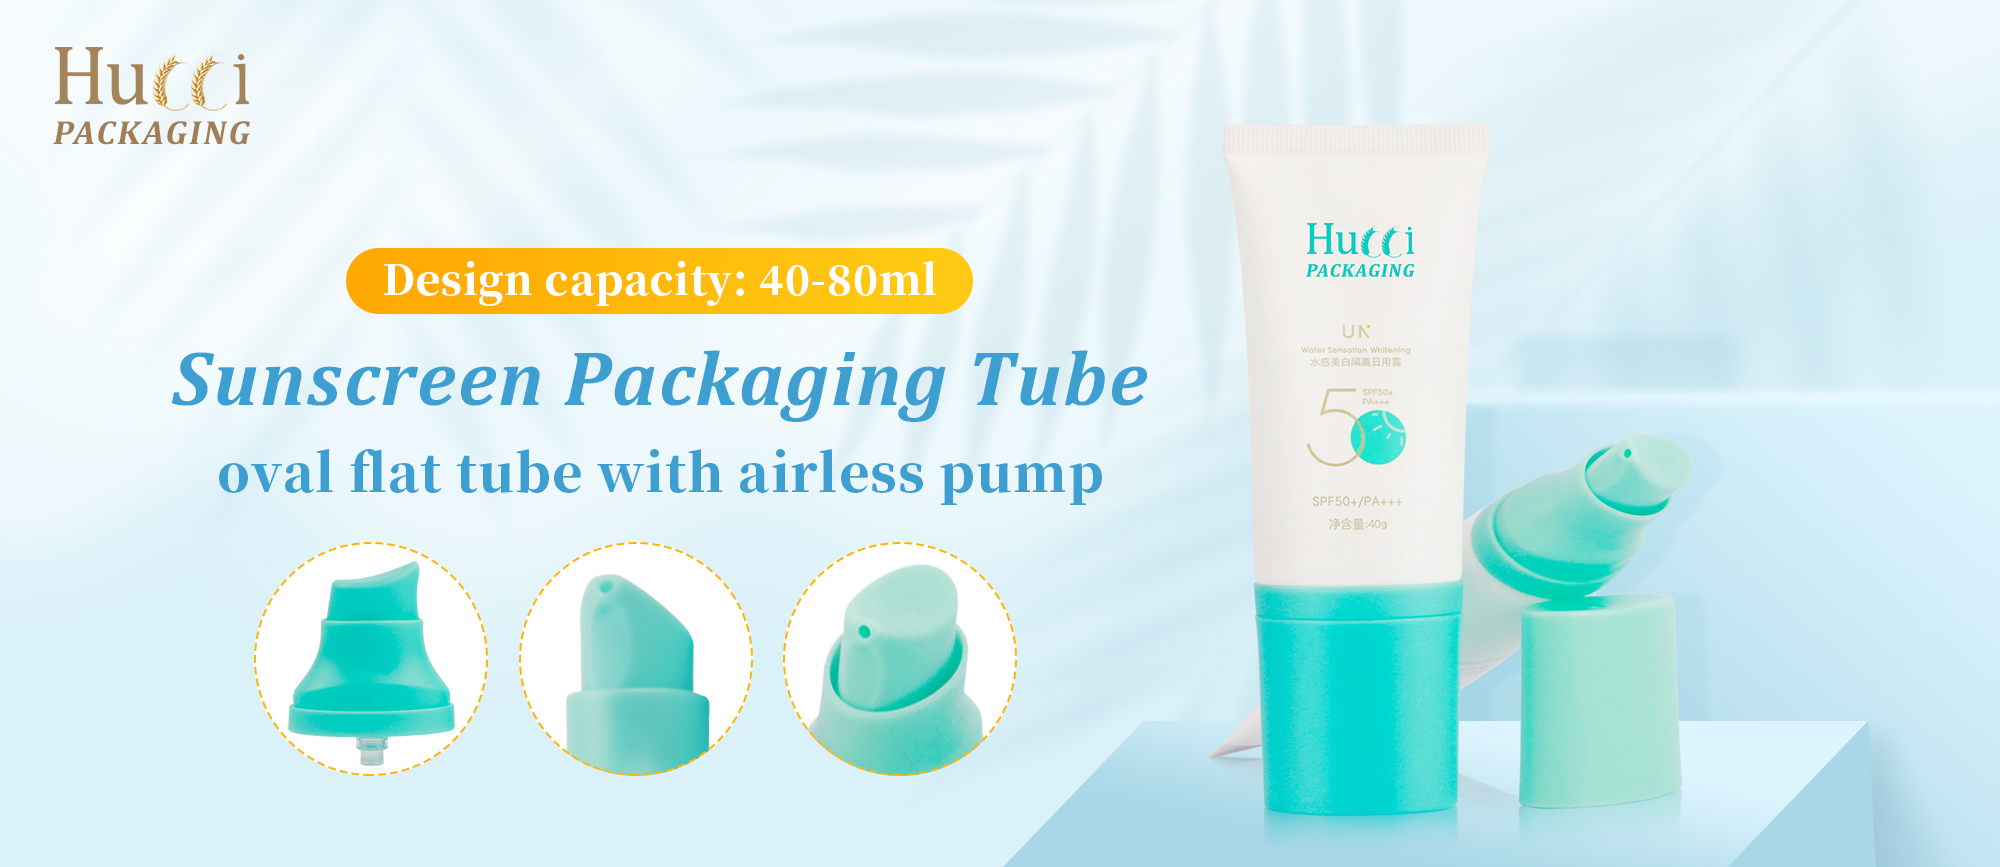 Hucci
PACKAGING
Design capacity: 40-80ml
Sunscreen Packaging Tube
oval flat tube with airless pump
Hucci
PACKAGING
UN
Water Sensation Whitening
水感美白隔离日用霜
50
SPF50+
PA+++
SPF50+/PA+++
净含量:40g